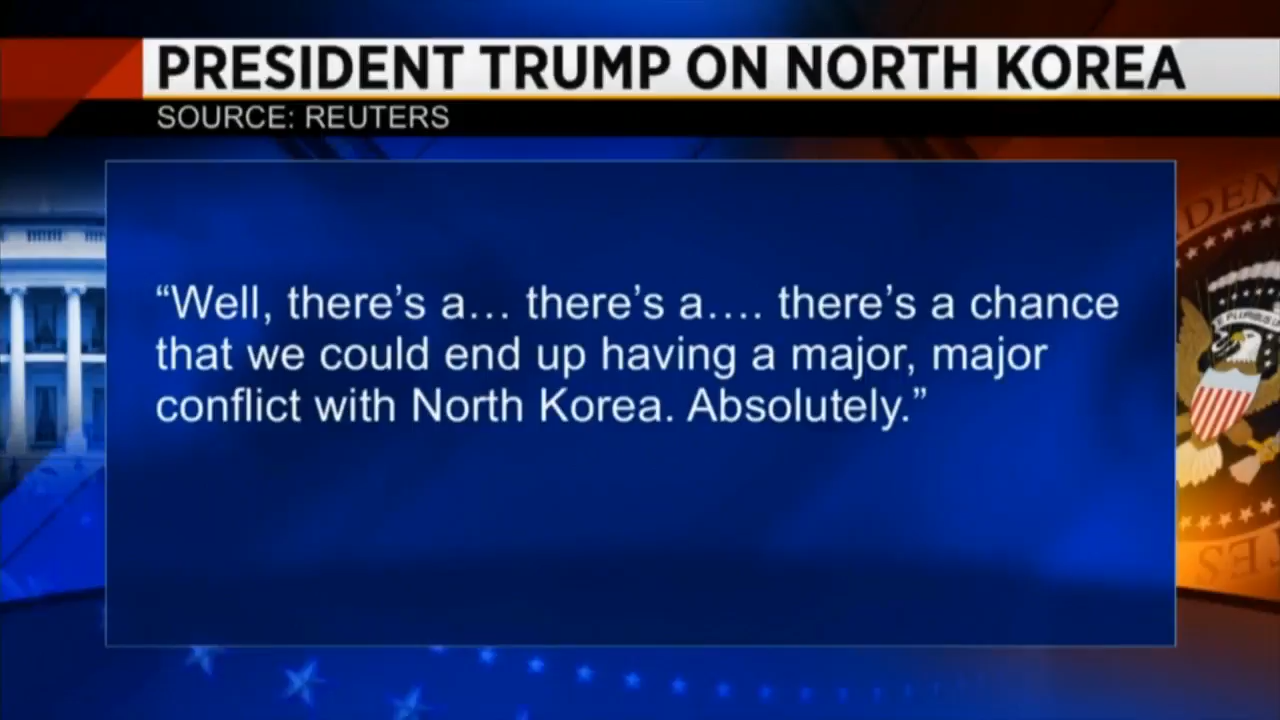 PRESIDENT TRUMP ON NORTH KOREA
SOURCE: REUTERS
“Well, there’s a... there’s a.... there’s a chance
that we could end up having a major, major
conflict with North Korea. Absolutely.”